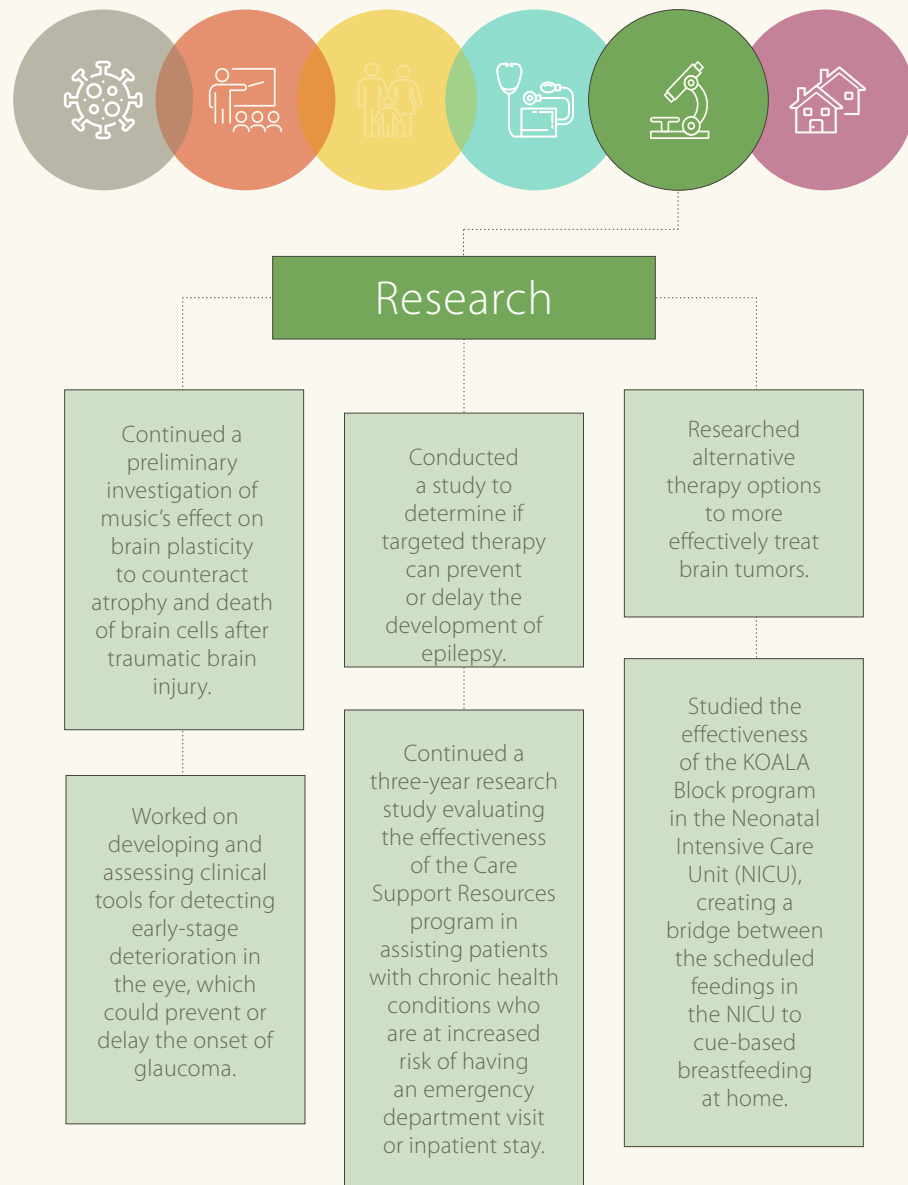 Research
Continued a
preliminary
investigation of
music’s effect on
brain plasticity
to counteract
atrophy and death
of brain cells after
traumatic brain
injury.
Worked on
developing and
assessing clinical
tools for detecting
early-stage
deterioration in
the eye, which
could prevent or
delay the onset of
glaucoma.
Conducted
a study to
determine if
targeted therapy
can prevent
or delay the
development of
epilepsy.
Continued a
three-year research
study evaluating
the effectiveness
of the Care
Support Resources
program in
assisting patients
with chronic health
conditions who
are at increased
risk of having
an emergency
department visit
or inpatient stay.
Researched
alternative
therapy options
to more
effectively treat
brain tumors.
Studied the
effectiveness
of the KOALA
Block program
in the Neonatal
Intensive Care
Unit (NICU),
creating a
bridge between
the scheduled
feedings in
the NICU to
cue-based
breastfeeding
at home.